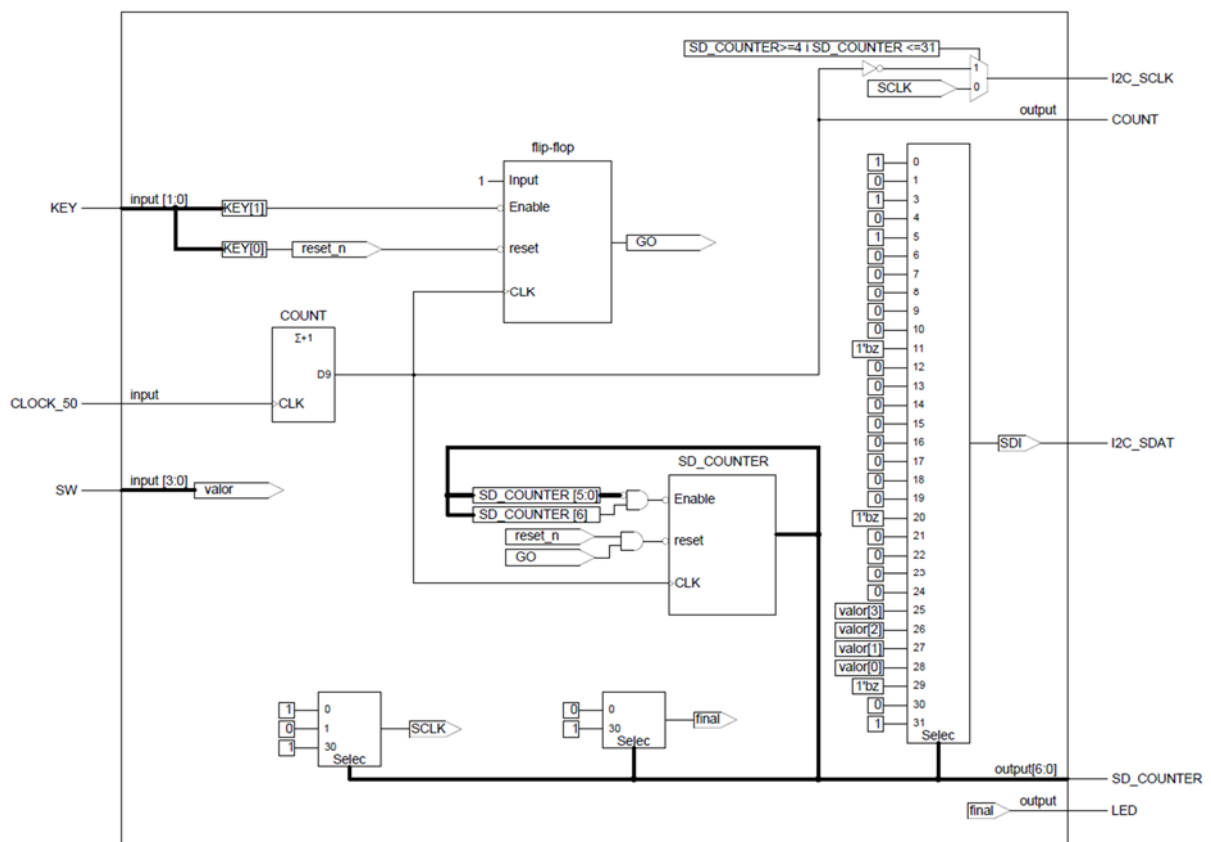 SD_COUNTER>=4 i SD_COUNTER <=31
1
0
SCLK
I2C_SCLK
output
COUNT
flip-flop
1
Input
Enable
reset
CLK
GO
KEY
input [1:0]
KEY[1]
KEY[0]
reset_n
COUNT
Σ+1
D9
CLK
CLOCK_50
input
SW
input [3:0]
valor
SD_COUNTER
SD_COUNTER [5:0]
SD_COUNTER [6]
reset_n
GO
Enable
reset
CLK
1 0
0 1
1 3
0 4
1 5
0 6
0 7
0 8
0 9
0 10
1'bz 11
0 12
0 13
0 14
0 15
0 16
0 17
0 18
0 19
1'bz 20
0 21
0 22
0 23
0 24
valor[3] 25
valor[2] 26
valor[1] 27
valor[0] 28
1'bz 29
0 30
1 31
Selec
SDI
I2C_SDAT
1 0
0 1
1 30
Selec
SCLK
0 0
1 30
Selec
final
output[6:0]
SD_COUNTER
final
output
LED